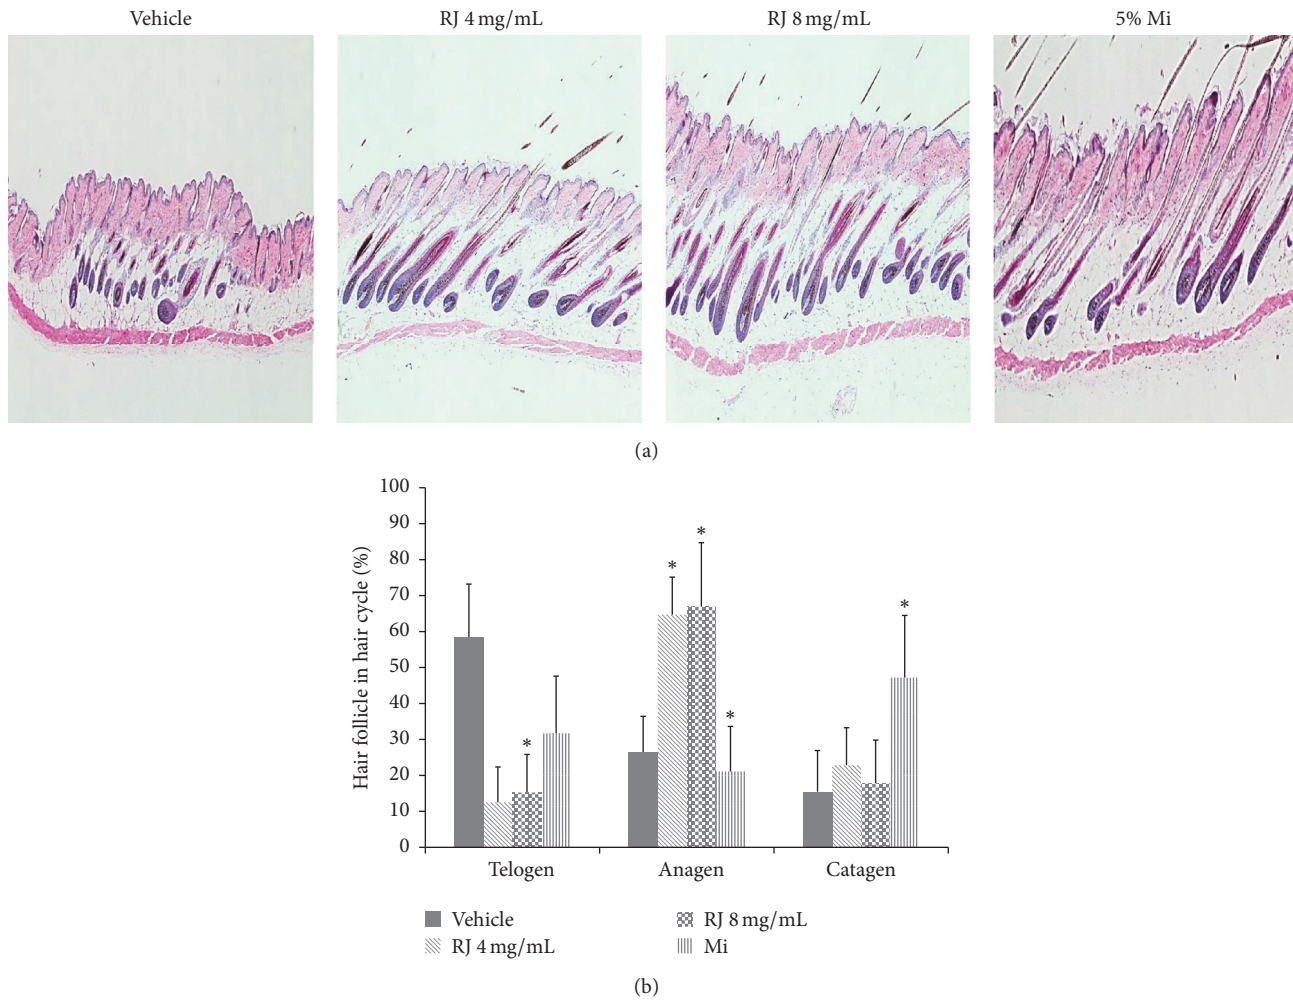 Vehicle
RJ 4 mg/mL
RJ 8 mg/mL
5% Mi
(a)
Hair follicle in hair cycle (%)
100
90
80
70
60
50
40
30
20
10
0
*
*
*
*
*
Telogen
Anagen
Catagen
Vehicle
RJ 8 mg/mL
RJ 4 mg/mL
Mi
(b)